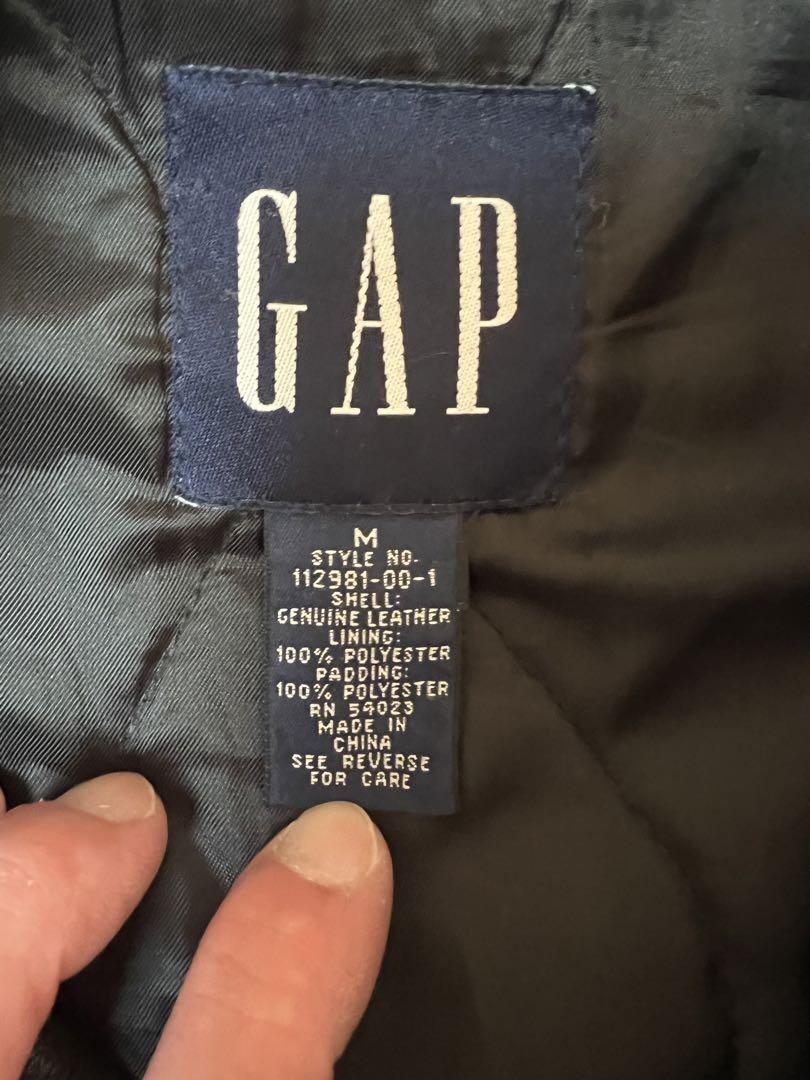 GAP
M
STYLE NO.
112981-00-1
SHELL:
GENUINE LEATHER
LINING:
100% POLYESTER
PADDING:
100% POLYESTER
RN 54023
MADE IN
CHINA
SEE REVERSE
FOR CARE